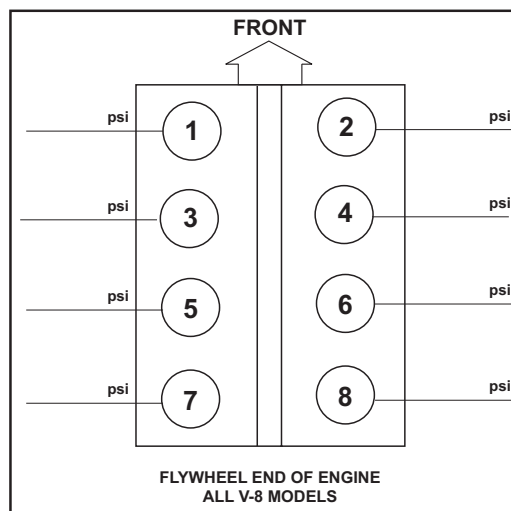 FRONT
psi 1 2 psi
psi 3 4 psi
psi 5 6 psi
psi 7 8 psi
FLYWHEEL END OF ENGINE
ALL V-8 MODELS